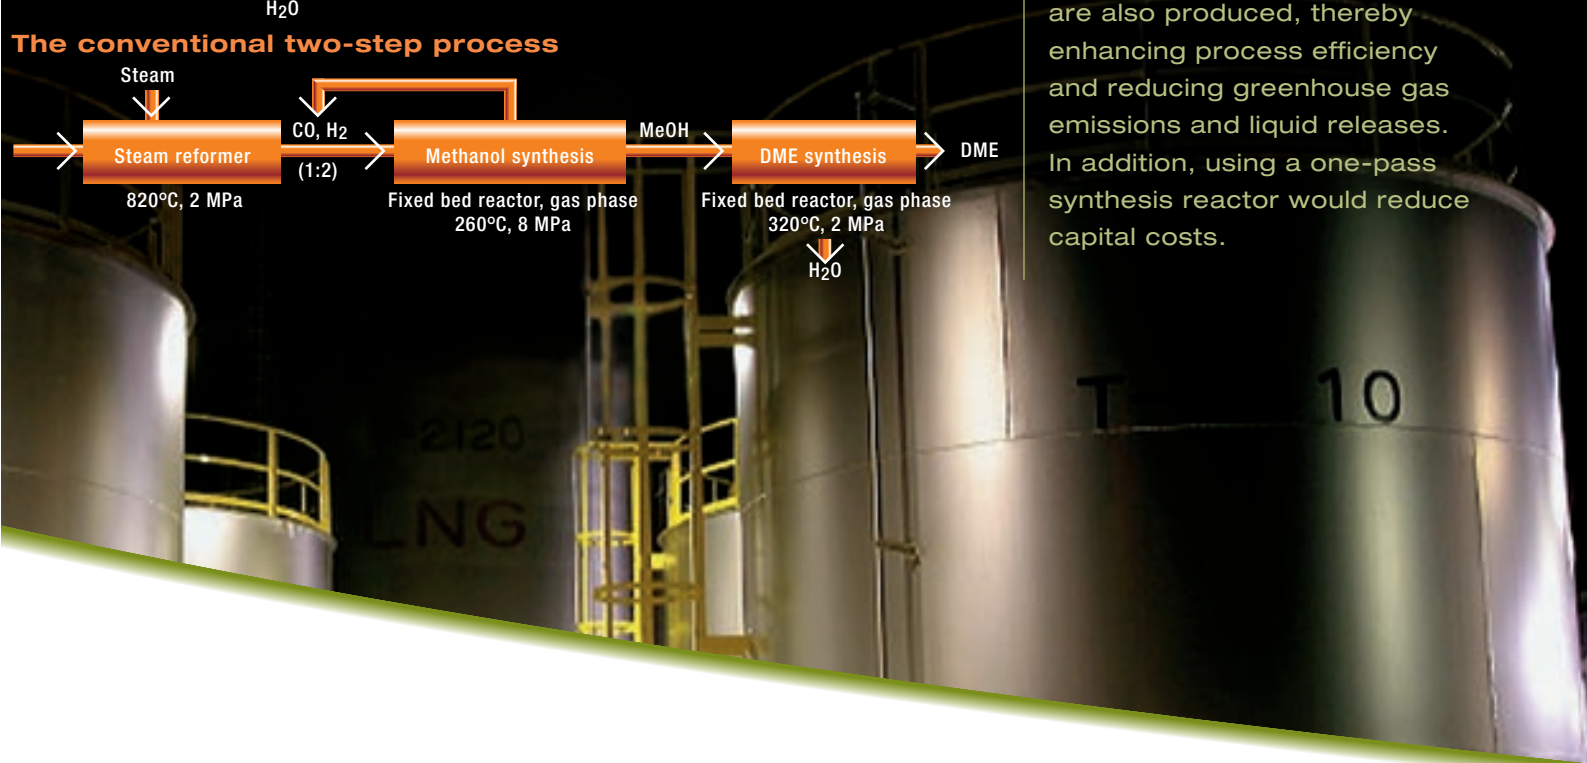 H2O
The conventional two-step process
Steam
Steam reformer
820ºC, 2 MPa
CO, H2
(1:2)
Methanol synthesis
Fixed bed reactor, gas phase
260ºC, 8 MPa
MeOH
DME synthesis
Fixed bed reactor, gas phase
320ºC, 2 MPa
H2O
DME
are also produced, thereby
enhancing process efficiency
and reducing greenhouse gas
emissions and liquid releases.
In addition, using a one-pass
synthesis reactor would reduce
capital costs.
-2120
LNG
T 10